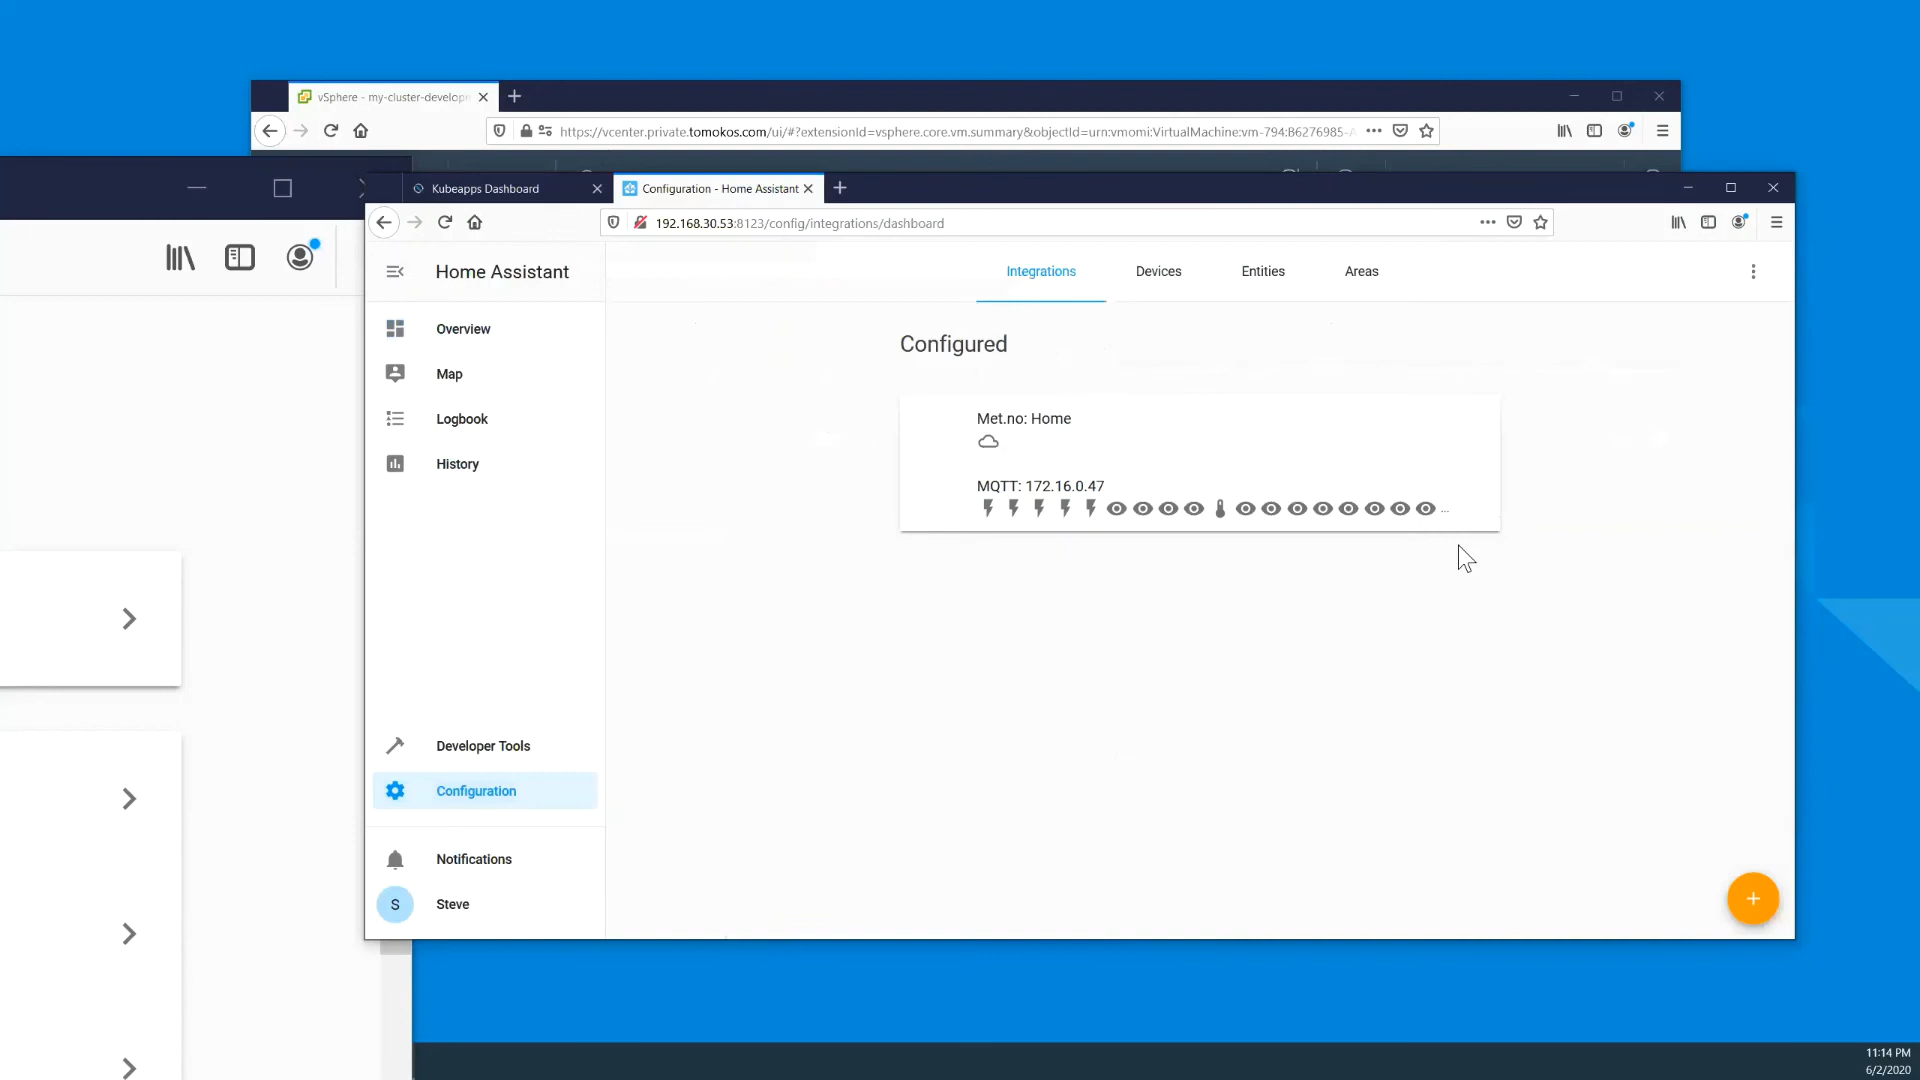 vSphere - my-cluster-developm
https://vcenter.private.tomokos.com/ui/#?extensionId=vsphere.core.vm.summary&objectId=urn:vmomi:VirtualMachine:vm-794:B6276985-A
Kubeapps Dashboard
Configuration - Home Assistant
192.168.30.53:8123/config/integrations/dashboard
Home Assistant
Integrations
Devices
Entities
Areas
Overview
Map
Logbook
History
Configured
Met.no: Home
MQTT: 172.16.0.47
...
Developer Tools
Configuration
Notifications
S
Steve
11:14 PM
6/2/2020